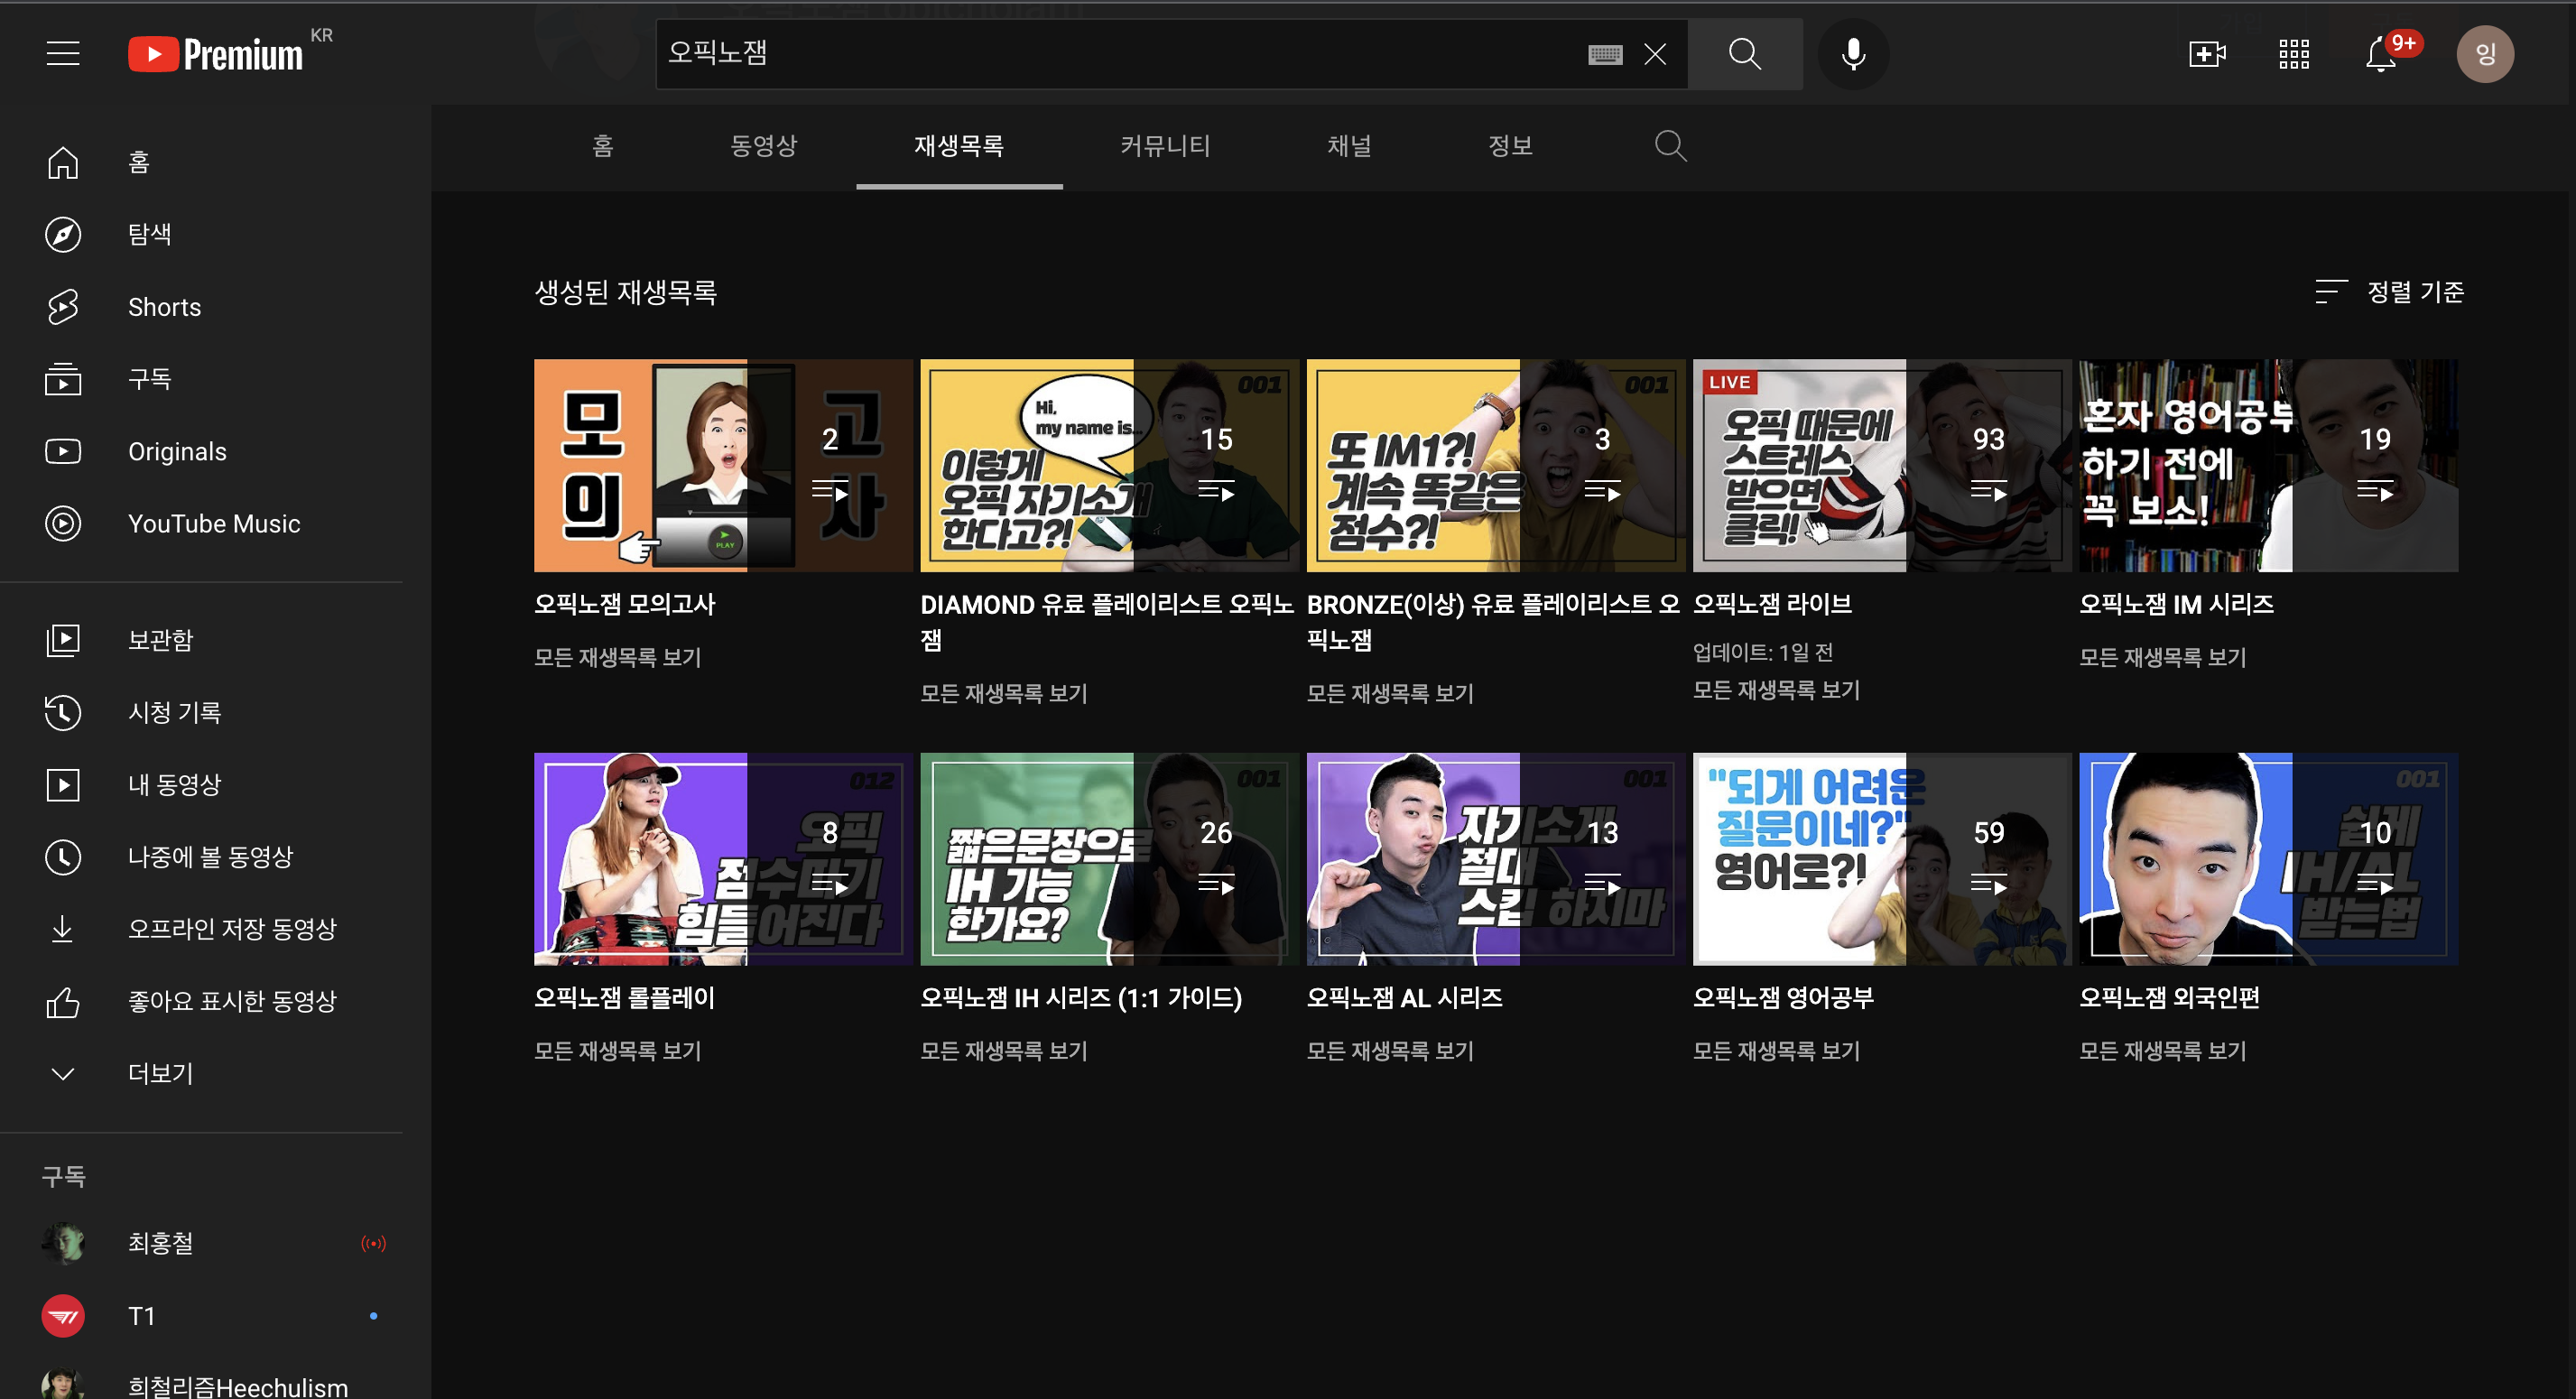 Premium KR
오픽노잼
9+
잉
홈
탐색
Shorts
구독
Originals
YouTube Music
보관함
시청 기록
내 동영상
나중에 볼 동영상
오프라인 저장 동영상
좋아요 표시한 동영상
더보기
구독
최홍철
T1
희철리즘Heechulism
홈
동영상
재생목록
커뮤니티
채널
정보
생성된 재생목록
정렬 기준
모의
고사
PLAY
2
오픽노잼 모의고사
모든 재생목록 보기
001
Hi,
my name is...
이렇게
오픽 자기소개
한다고?!
15
DIAMOND 유료 플레이리스트 오픽노
잼
모든 재생목록 보기
001
또 IM1?!
계속 똑같은
점수?!
3
BRONZE(이상) 유료 플레이리스트 오
픽노잼
모든 재생목록 보기
LIVE
오픽 때문에
스트레스
받으면
클릭!
93
오픽노잼 라이브
업데이트: 1일 전
모든 재생목록 보기
혼자 영어공부
하기 전에
꼭 보소!
19
오픽노잼 IM 시리즈
모든 재생목록 보기
012
오픽
점수따기
힘들어진다
8
오픽노잼 롤플레이
모든 재생목록 보기
001
짧은문장으로
IH 가능
한가요?
26
오픽노잼 IH 시리즈 (1:1 가이드)
모든 재생목록 보기
001
자기소개
절대
스킵 하지마
13
오픽노잼 AL 시리즈
모든 재생목록 보기
"되게 어려운
질문이네?"
영어로?!
59
오픽노잼 영어공부
모든 재생목록 보기
001
쉽게
IH/AL
받는법
10
오픽노잼 외국인편
모든 재생목록 보기